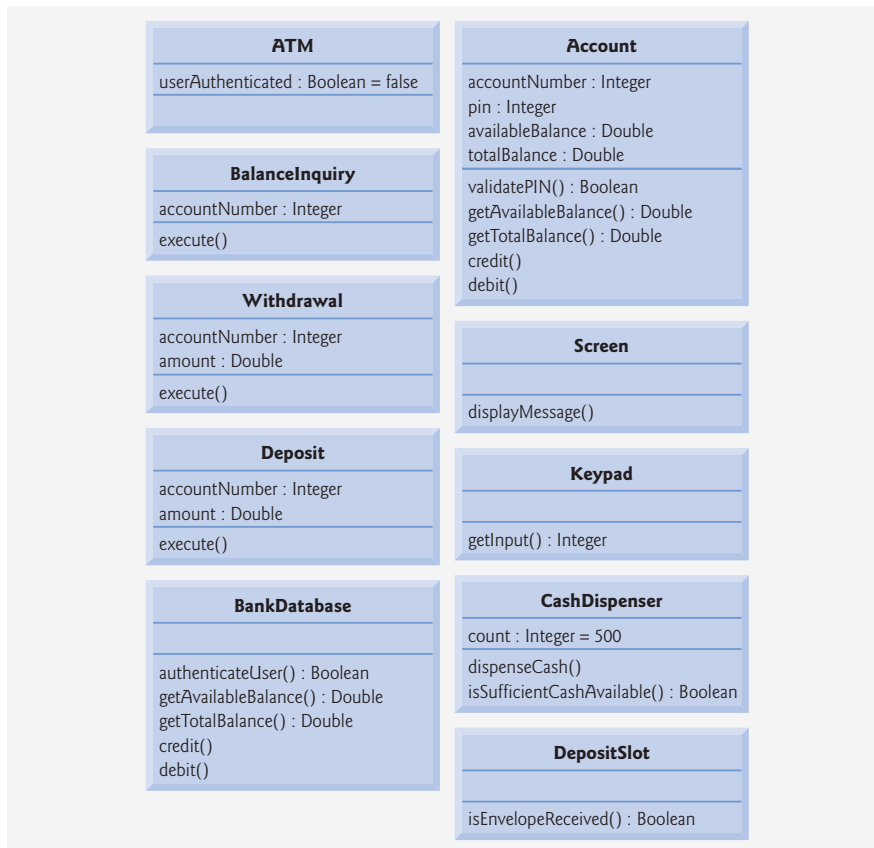 ATM
userAuthenticated : Boolean = false
BalanceInquiry
accountNumber : Integer
execute()
Withdrawal
accountNumber : Integer
amount : Double
execute()
Deposit
accountNumber : Integer
amount : Double
execute()
BankDatabase
authenticateUser() : Boolean
getAvailableBalance() : Double
getTotalBalance() : Double
credit()
debit()
Account
accountNumber : Integer
pin : Integer
availableBalance : Double
totalBalance : Double
validatePIN() : Boolean
getAvailableBalance() : Double
getTotalBalance() : Double
credit()
debit()
Screen
displayMessage()
Keypad
getInput() : Integer
CashDispenser
count : Integer = 500
dispenseCash()
isSufficientCashAvailable() : Boolean
DepositSlot
isEnvelopeReceived() : Boolean